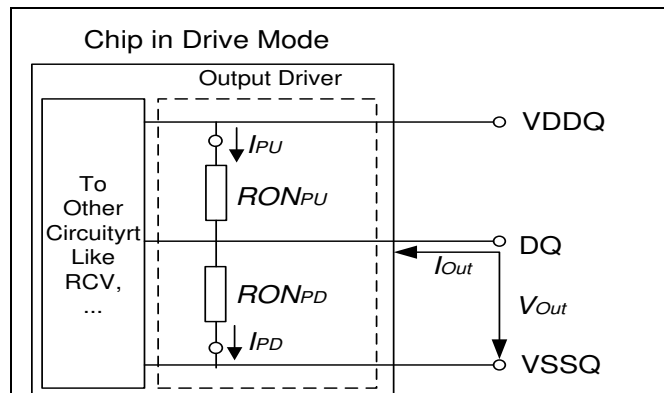 Chip in Drive Mode
Output Driver
VDDQ
IPU
To
Other
Circuityrt
Like
RCV,
...
RONPU
DQ
IOut
RONPD
VOut
IPD
VSSQ